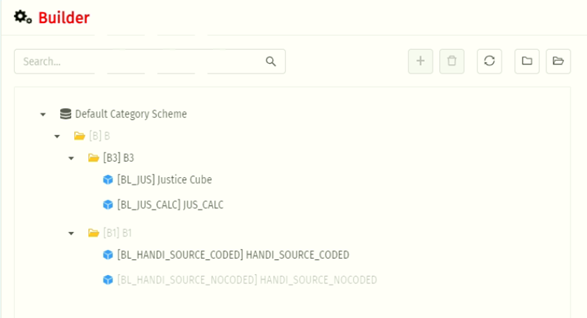 Builder
Search...
Default Category Scheme
[B] B
[B3] B3
[BL_JUS] Justice Cube
[BL_JUS_CALC] JUS_CALC
[B1] B1
[BL_HANDI_SOURCE_CODED] HANDI_SOURCE_CODED
[BL_HANDI_SOURCE_NOCODED] HANDI_SOURCE_NOCODED